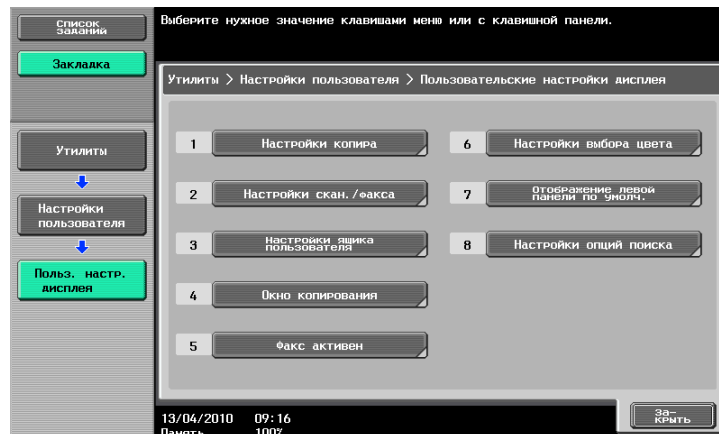 Список
заданий
Выберите нужное значение клавишами меню или с клавишной панели.
Закладка
Утилиты > Настройки пользователя > Пользовательские настройки дисплея
Утилиты
Настройки
пользователя
Польз. настр.
дисплея
1 Настройки копира
2 Настройки скан./факса
3 Настройки ящика
пользователя
4 Окно копирования
5 Факс активен
6 Настройки выбора цвета
7 Отображение левой
панели по умолч.
8 Настройки опций поиска
За-
крыть
13/04/2010 09:16
Память 100%